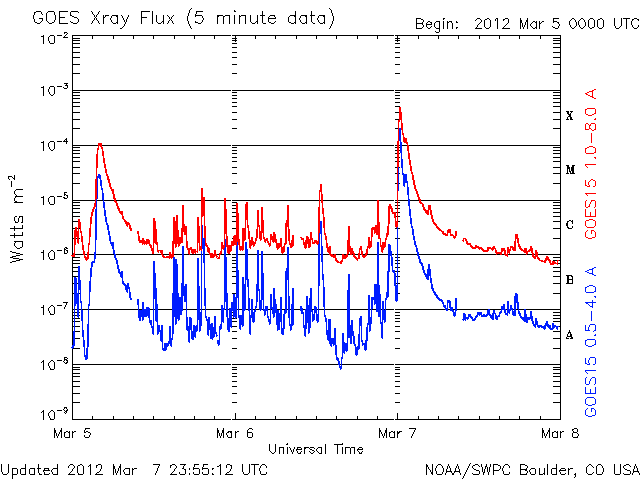 GOES Xray Flux (5 minute data)
Begin: 2012 Mar 5 0000 UTC
10⁻²
10⁻³
10⁻⁴
10⁻⁵
10⁻⁶
10⁻⁷
10⁻⁸
10⁻⁹
Watts m⁻²
X
M
C
B
A
GOES15 1.0-8.0 A
GOES15 0.5-4.0 A
Mar 5
Mar 6
Mar 7
Mar 8
Universal Time
Updated 2012 Mar 7 23:55:12 UTC
NOAA/SWPC Boulder, CO USA